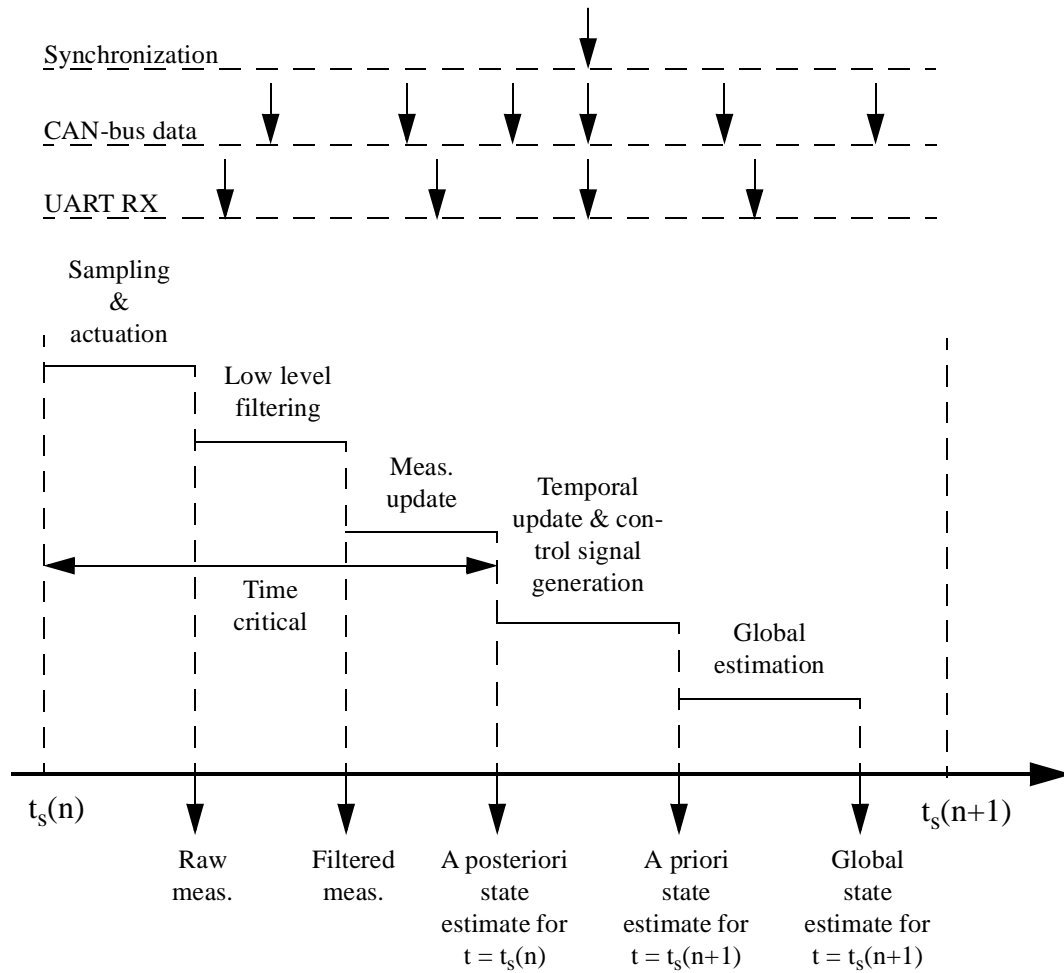 Synchronization
CAN-bus data
UART RX
Sampling
&
actuation
Low level
filtering
Meas.
update
Temporal
update & con-
trol signal
generation
Time
critical
Global
estimation
t_s(n)
t_s(n+1)
Raw
meas.
Filtered
meas.
A posteriori
state
estimate for
t = t_s(n)
A priori
state
estimate for
t = t_s(n+1)
Global
state
estimate for
t = t_s(n+1)